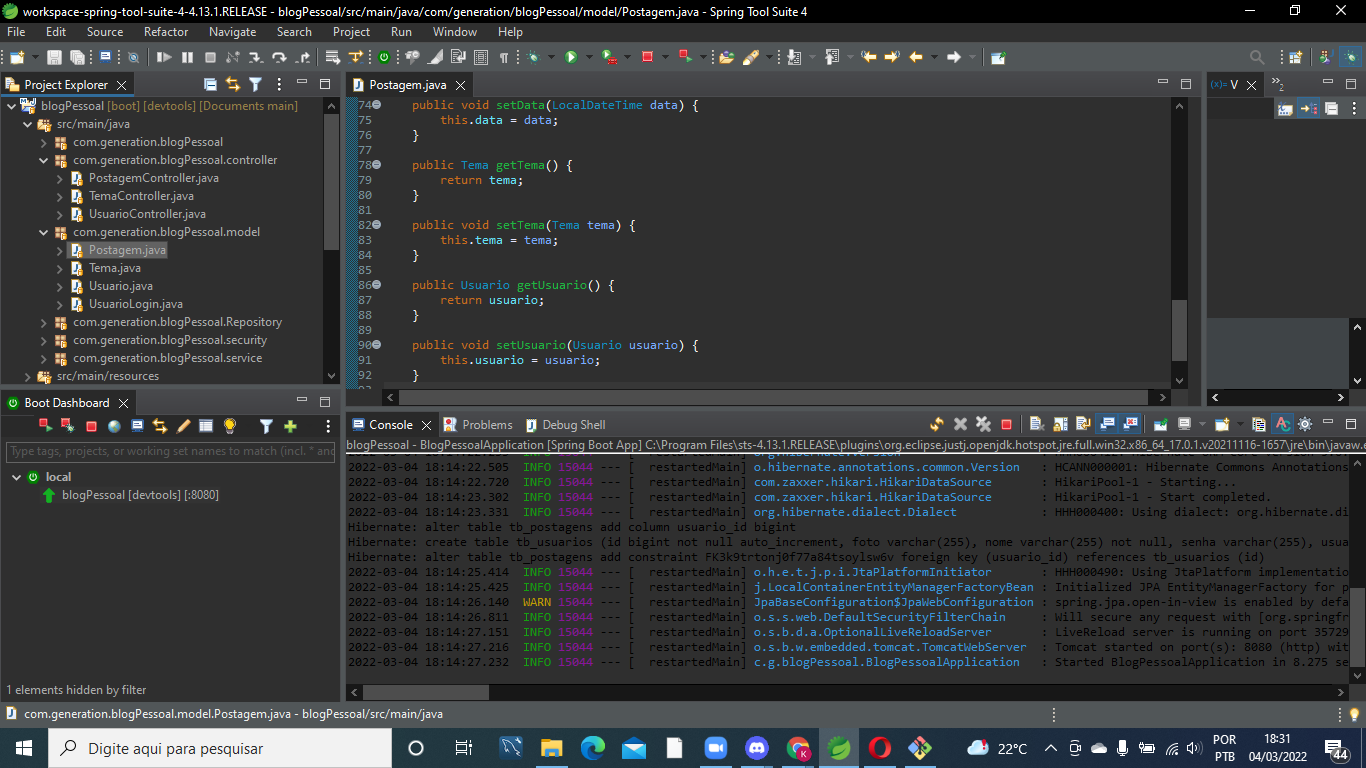 workspace-spring-tool-suite-4-4.13.1.RELEASE - blogPessoal/src/main/java/com/generation/blogPessoal/model/Postagem.java - Spring Tool Suite 4
File Edit Source Refactor Navigate Search Project Run Window Help
Project Explorer
blogPessoal [boot] [devtools] [Documents main]
src/main/java
com.generation.blogPessoal
com.generation.blogPessoal.controller
PostagemController.java
TemaController.java
UsuarioController.java
com.generation.blogPessoal.model
Postagem.java
Tema.java
Usuario.java
UsuarioLogin.java
com.generation.blogPessoal.Repository
com.generation.blogPessoal.security
com.generation.blogPessoal.service
src/main/resources
Postagem.java
74 public void setData(LocalDateTime data) {
75 this.data = data;
76 }
77
78 public Tema getTema() {
79 return tema;
80 }
81
82 public void setTema(Tema tema) {
83 this.tema = tema;
84 }
85
86 public Usuario getUsuario() {
87 return usuario;
88 }
89
90 public void setUsuario(Usuario usuario) {
91 this.usuario = usuario;
92 }
(x)= V
2
Boot Dashboard
Type tags, projects, or working set names to match (incl. * and
local
blogPessoal [devtools] [:8080]
1 elements hidden by filter
Console Problems Debug Shell
blogPessoal - BlogPessoalApplication [Spring Boot App] C:\Program Files\sts-4.13.1.RELEASE\plugins\org.eclipse.justj.openjdk.hotspot.jre.full.win32.x86_64_17.0.1.v20211116-1657\jre\bin\javaw.e
2022-03-04 18:14:22.505 INFO 15044 --- [ restartedMain] o.hibernate.annotations.common.Version : HCANN000001: Hibernate Commons Annotations
2022-03-04 18:14:22.720 INFO 15044 --- [ restartedMain] com.zaxxer.hikari.HikariDataSource : HikariPool-1 - Starting...
2022-03-04 18:14:23.302 INFO 15044 --- [ restartedMain] com.zaxxer.hikari.HikariDataSource : HikariPool-1 - Start completed.
2022-03-04 18:14:23.331 INFO 15044 --- [ restartedMain] org.hibernate.dialect.Dialect : HHH000400: Using dialect: org.hibernate.di
Hibernate: alter table tb_postagens add column usuario_id bigint
Hibernate: create table tb_usuarios (id bigint not null auto_increment, foto varchar(255), nome varchar(255) not null, senha varchar(255), usua
Hibernate: alter table tb_postagens add constraint FK3k9trtonj0f77a84tsoylsw6v foreign key (usuario_id) references tb_usuarios (id)
2022-03-04 18:14:25.414 INFO 15044 --- [ restartedMain] o.h.e.t.j.p.i.JtaPlatformInitiator : HHH000490: Using JtaPlatform implementatio
2022-03-04 18:14:25.425 INFO 15044 --- [ restartedMain] j.LocalContainerEntityManagerFactoryBean : Initialized JPA EntityManagerFactory for p
2022-03-04 18:14:26.140 WARN 15044 --- [ restartedMain] JpaBaseConfiguration$JpaWebConfiguration : spring.jpa.open-in-view is enabled by defa
2022-03-04 18:14:26.811 INFO 15044 --- [ restartedMain] o.s.s.web.DefaultSecurityFilterChain : Will secure any request with [org.springfr
2022-03-04 18:14:27.151 INFO 15044 --- [ restartedMain] o.s.b.d.a.OptionalLiveReloadServer : LiveReload server is running on port 35729
2022-03-04 18:14:27.216 INFO 15044 --- [ restartedMain] o.s.b.w.embedded.tomcat.TomcatWebServer : Tomcat started on port(s): 8080 (http) wit
2022-03-04 18:14:27.232 INFO 15044 --- [ restartedMain] c.g.blogPessoal.BlogPessoalApplication : Started BlogPessoalApplication in 8.275 se
com.generation.blogPessoal.model.Postagem.java - blogPessoal/src/main/java
Digite aqui para pesquisar
22°C
POR
PTB
18:31
04/03/2022
44